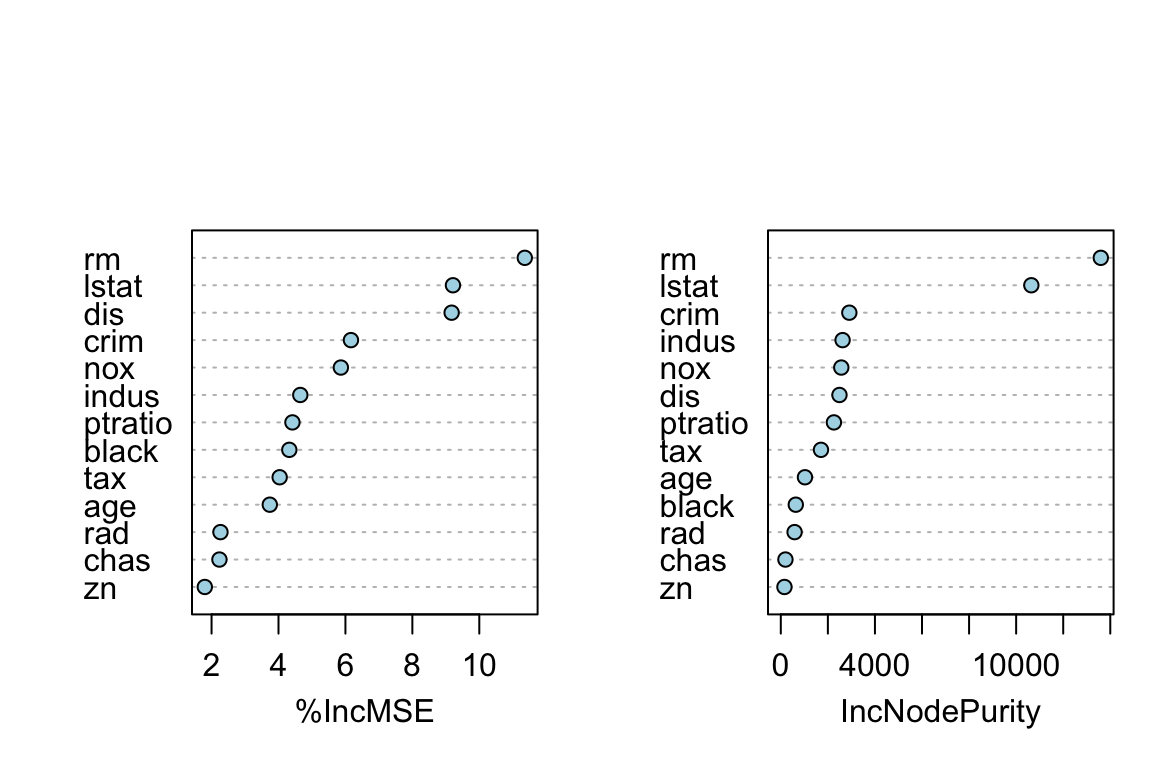 rm
lstat
dis
crim
nox
indus
ptratio
black
tax
age
rad
chas
zn
2 4 6 8 10
%IncMSE
rm
lstat
crim
indus
nox
dis
ptratio
tax
age
black
rad
chas
zn
0 4000 10000
IncNodePurity